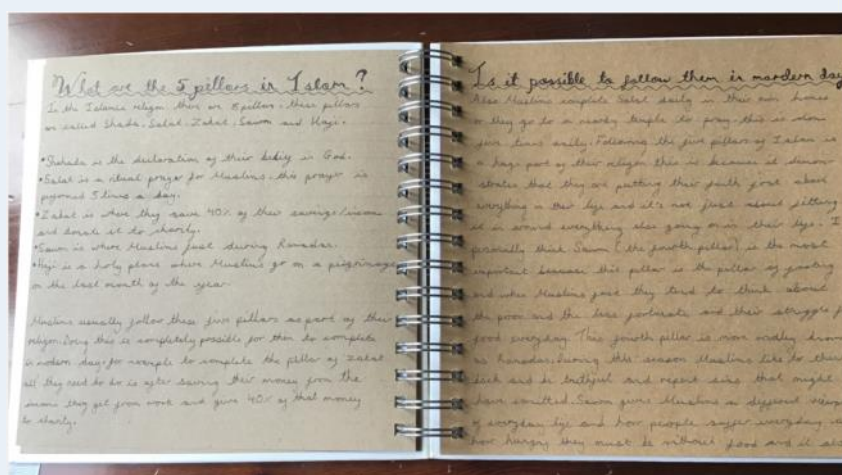 What are the 5 pillars in Islam?
In the Islamic religon there are 5 pillars. these pillars
are called Shada, Salat, Zakat, Sawm and Haji.
•Shahada is the declaration of their in God.
•Salat is a ritual prayer for Muslims. this prayer is
5 times a day.
•Zakat is where they save 40% of their savings/income
and donate it to charity.
•Sawm is where Muslims fast during Ramadan.
•Haji is a holy place where Muslims go on a pilgrimage
on the last month of the year.
Muslims usually follow these five pillars as part of their
religon. Doing this is completely possible for them to complete
in modern day. for example to complete the pillar of Zakat
all they need to do is after saving their money from the
income they get from work and give 40% of that money
to charity.
Is it possible to follow them in mordern day
Also Muslims complete Salat daily in their own homes
or they go to a nearby temple to pray. this is done
five times daily. Following the five pillars of Islam is
a huge part of their religon this is because it demon
strates that they are putting their faith first above
everything in their life and it's not just about fitting
it in around everything else going on in their life. I
personally think Sawm (the fourth pillar) is the most
important because this pillar is the pillar of fasting
and when Muslims fast they tend to think about
the poor and the less fortunate and their struggle f
food everyday. This fourth pillar is more widley known
as Ramadan. During this season Muslims like to
back and be truthful and repent sins that might
have comitted. Sawm gives Muslims a different
of everyday life and how people suffer everyday
how hungry they must be without food and it als